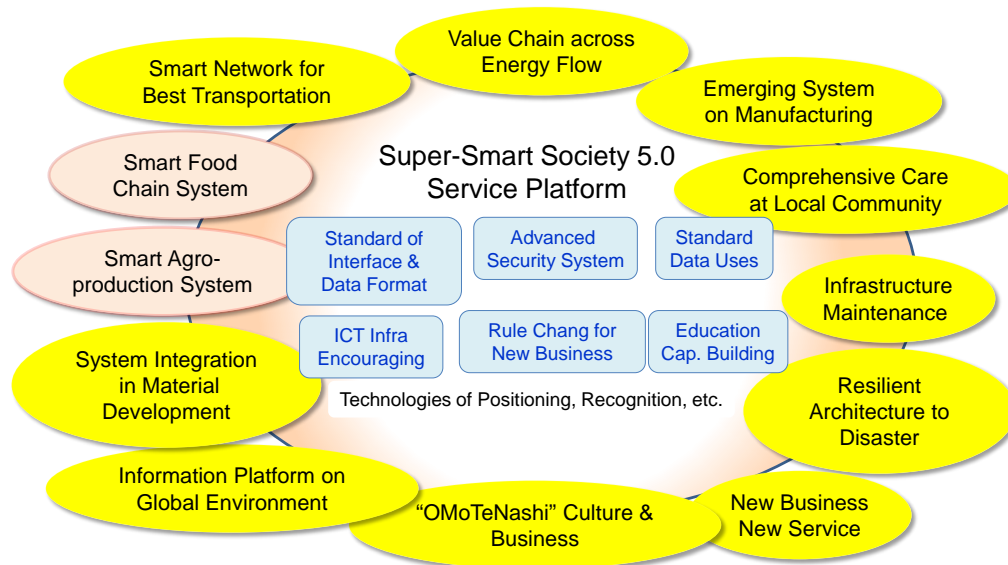 Value Chain across
Energy Flow
Smart Network for
Best Transportation
Emerging System
on Manufacturing
Smart Food
Chain System
Super-Smart Society 5.0
Service Platform
Comprehensive Care
at Local Community
Smart Agro-
production System
Standard of
Interface &
Data Format
Advanced
Security System
Standard
Data Uses
Infrastructure
Maintenance
ICT Infra
Encouraging
Rule Chang for
New Business
Education
Cap. Building
System Integration
in Material
Development
Technologies of Positioning, Recognition, etc.
Resilient
Architecture to
Disaster
Information Platform on
Global Environment
“OMoTeNashi” Culture &
Business
New Business
New Service